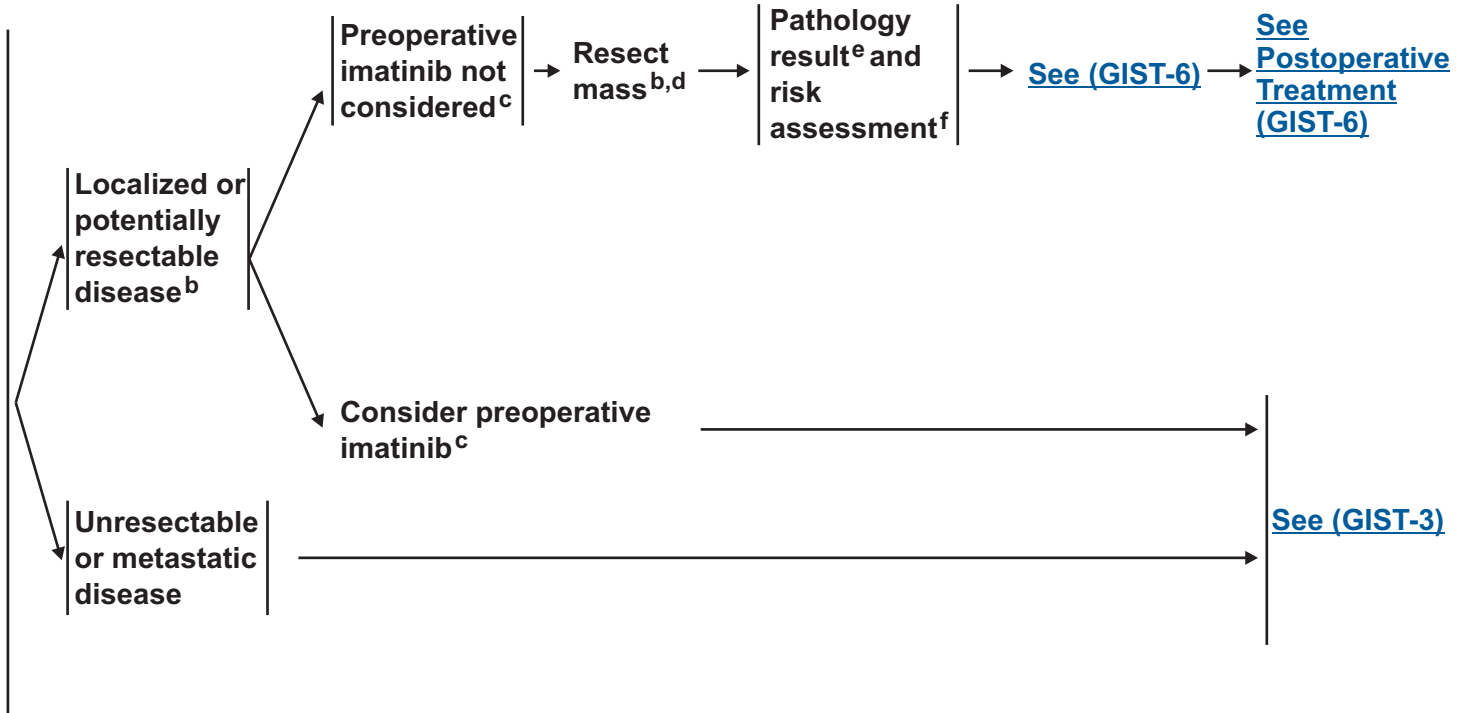 Preoperative
imatinib not
considered c
Resect
mass b,d
Pathology
result e and
risk
assessment f
See (GIST-6)
See
Postoperative
Treatment
(GIST-6)
Localized or
potentially
resectable
disease b
Consider preoperative
imatinib c
Unresectable
or metastatic
disease
See (GIST-3)